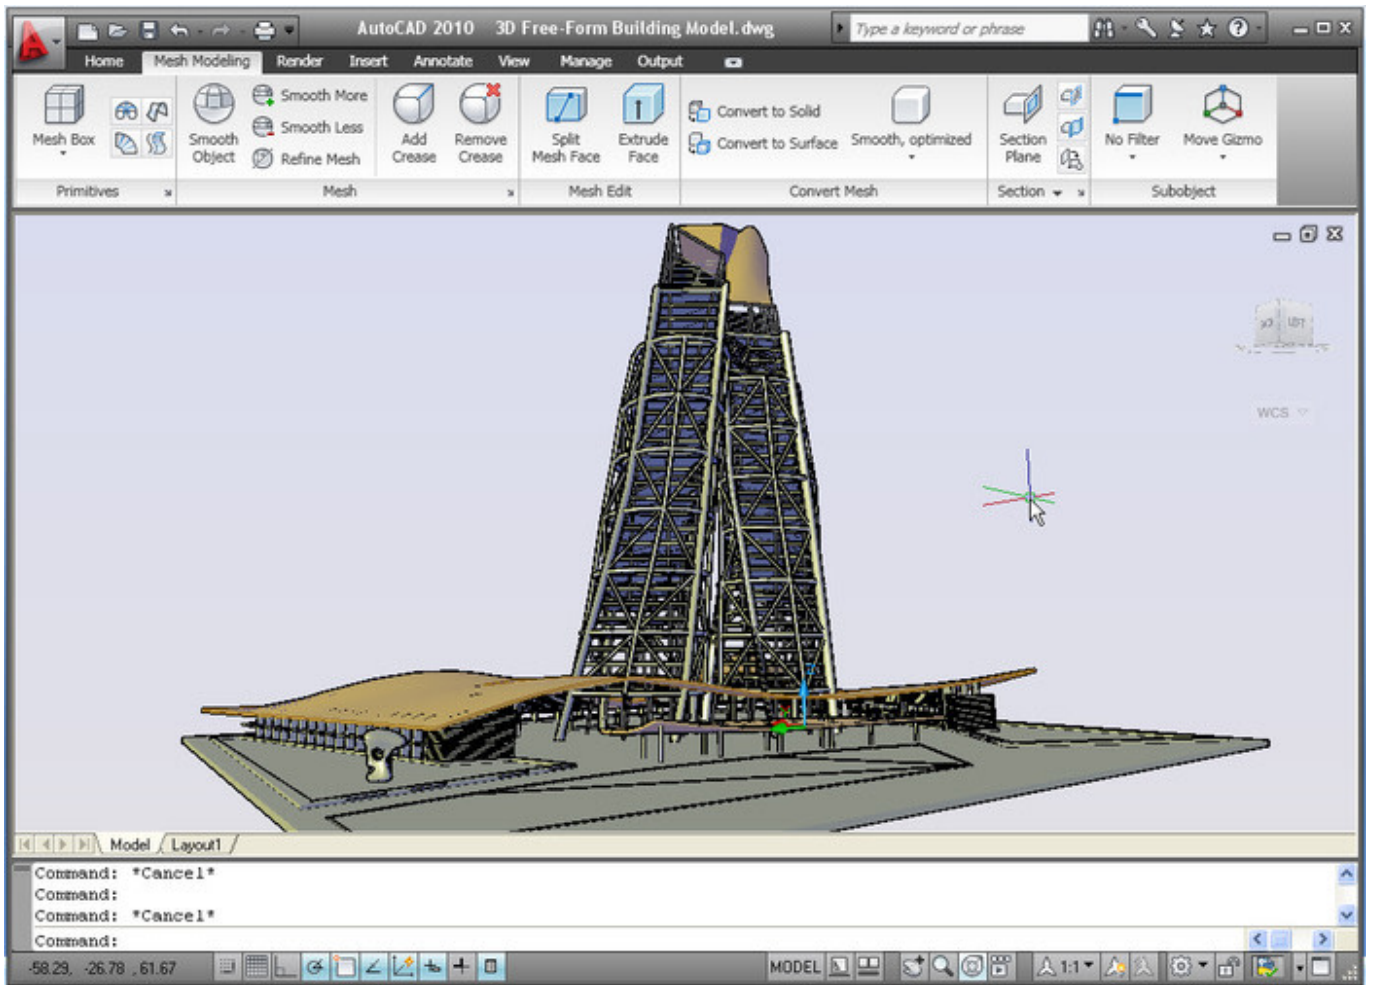 AutoCAD 2010 3D Free-Form Building Model.dwg
Type a keyword or phrase
Home Mesh Modeling Render Insert Annotate View Manage Output
Mesh Box
Smooth Object
Smooth More
Smooth Less
Refine Mesh
Add Crease
Remove Crease
Split Mesh Face
Extrude Face
Convert to Solid
Convert to Surface
Smooth, optimized
Section Plane
No Filter
Move Gizmo
Primitives Mesh Mesh Edit Convert Mesh Section Subobject
LEFT
WCS
Model Layout1
Command: *Cancel*
Command:
Command: *Cancel*
Command:
-58.29, -26.78 , 61.67 MODEL 1:1